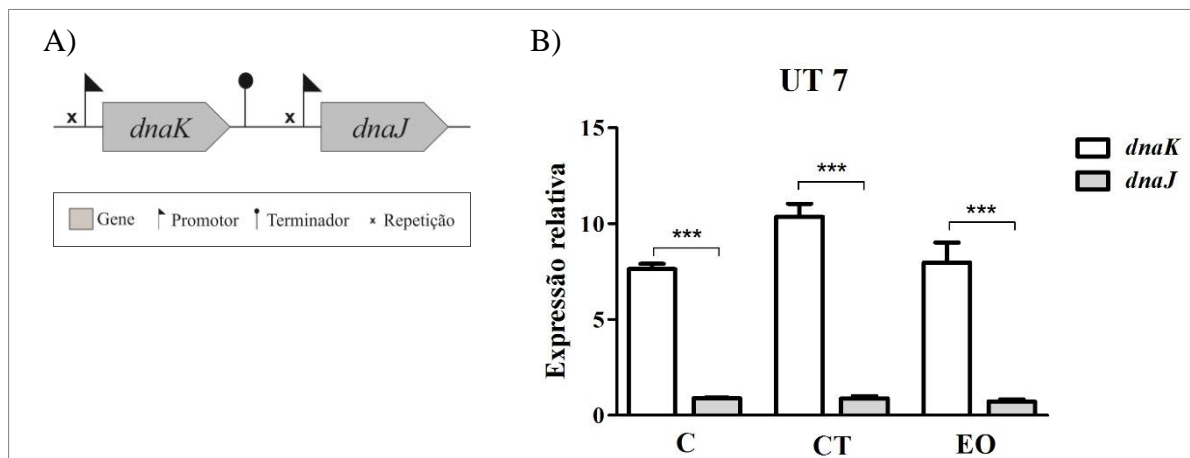 A)
x dnaK x dnaJ
Gene Promotor Terminador x Repetição
B)
UT 7
Expressão relativa
15
10
5
0
*** *** ***
C CT EO
dnaK
dnaJ